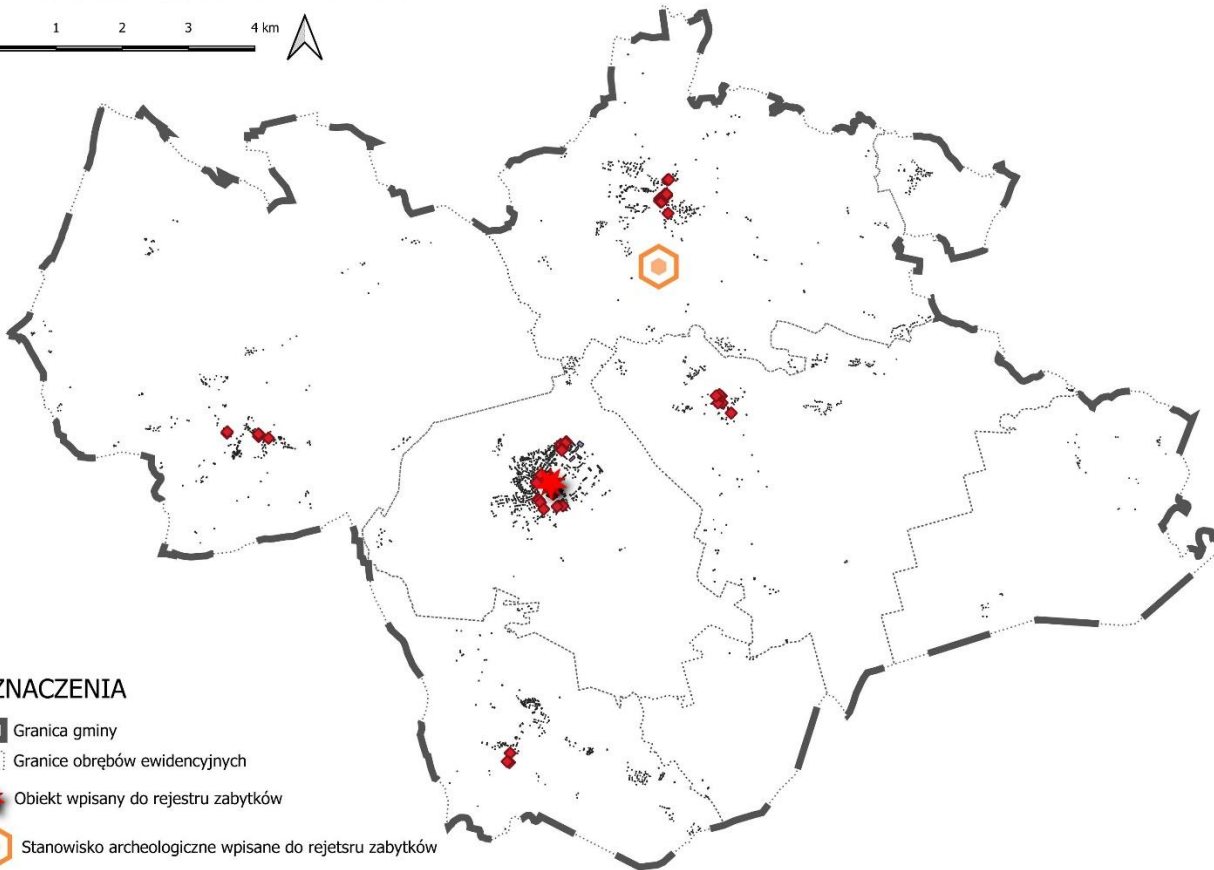 1 2 3 4 km
ZNACZENIA
Granica gminy
Granice obrębów ewidencyjnych
Obiekt wpisany do rejestru zabytków
Stanowisko archeologiczne wpisane do rejetsru zabytków